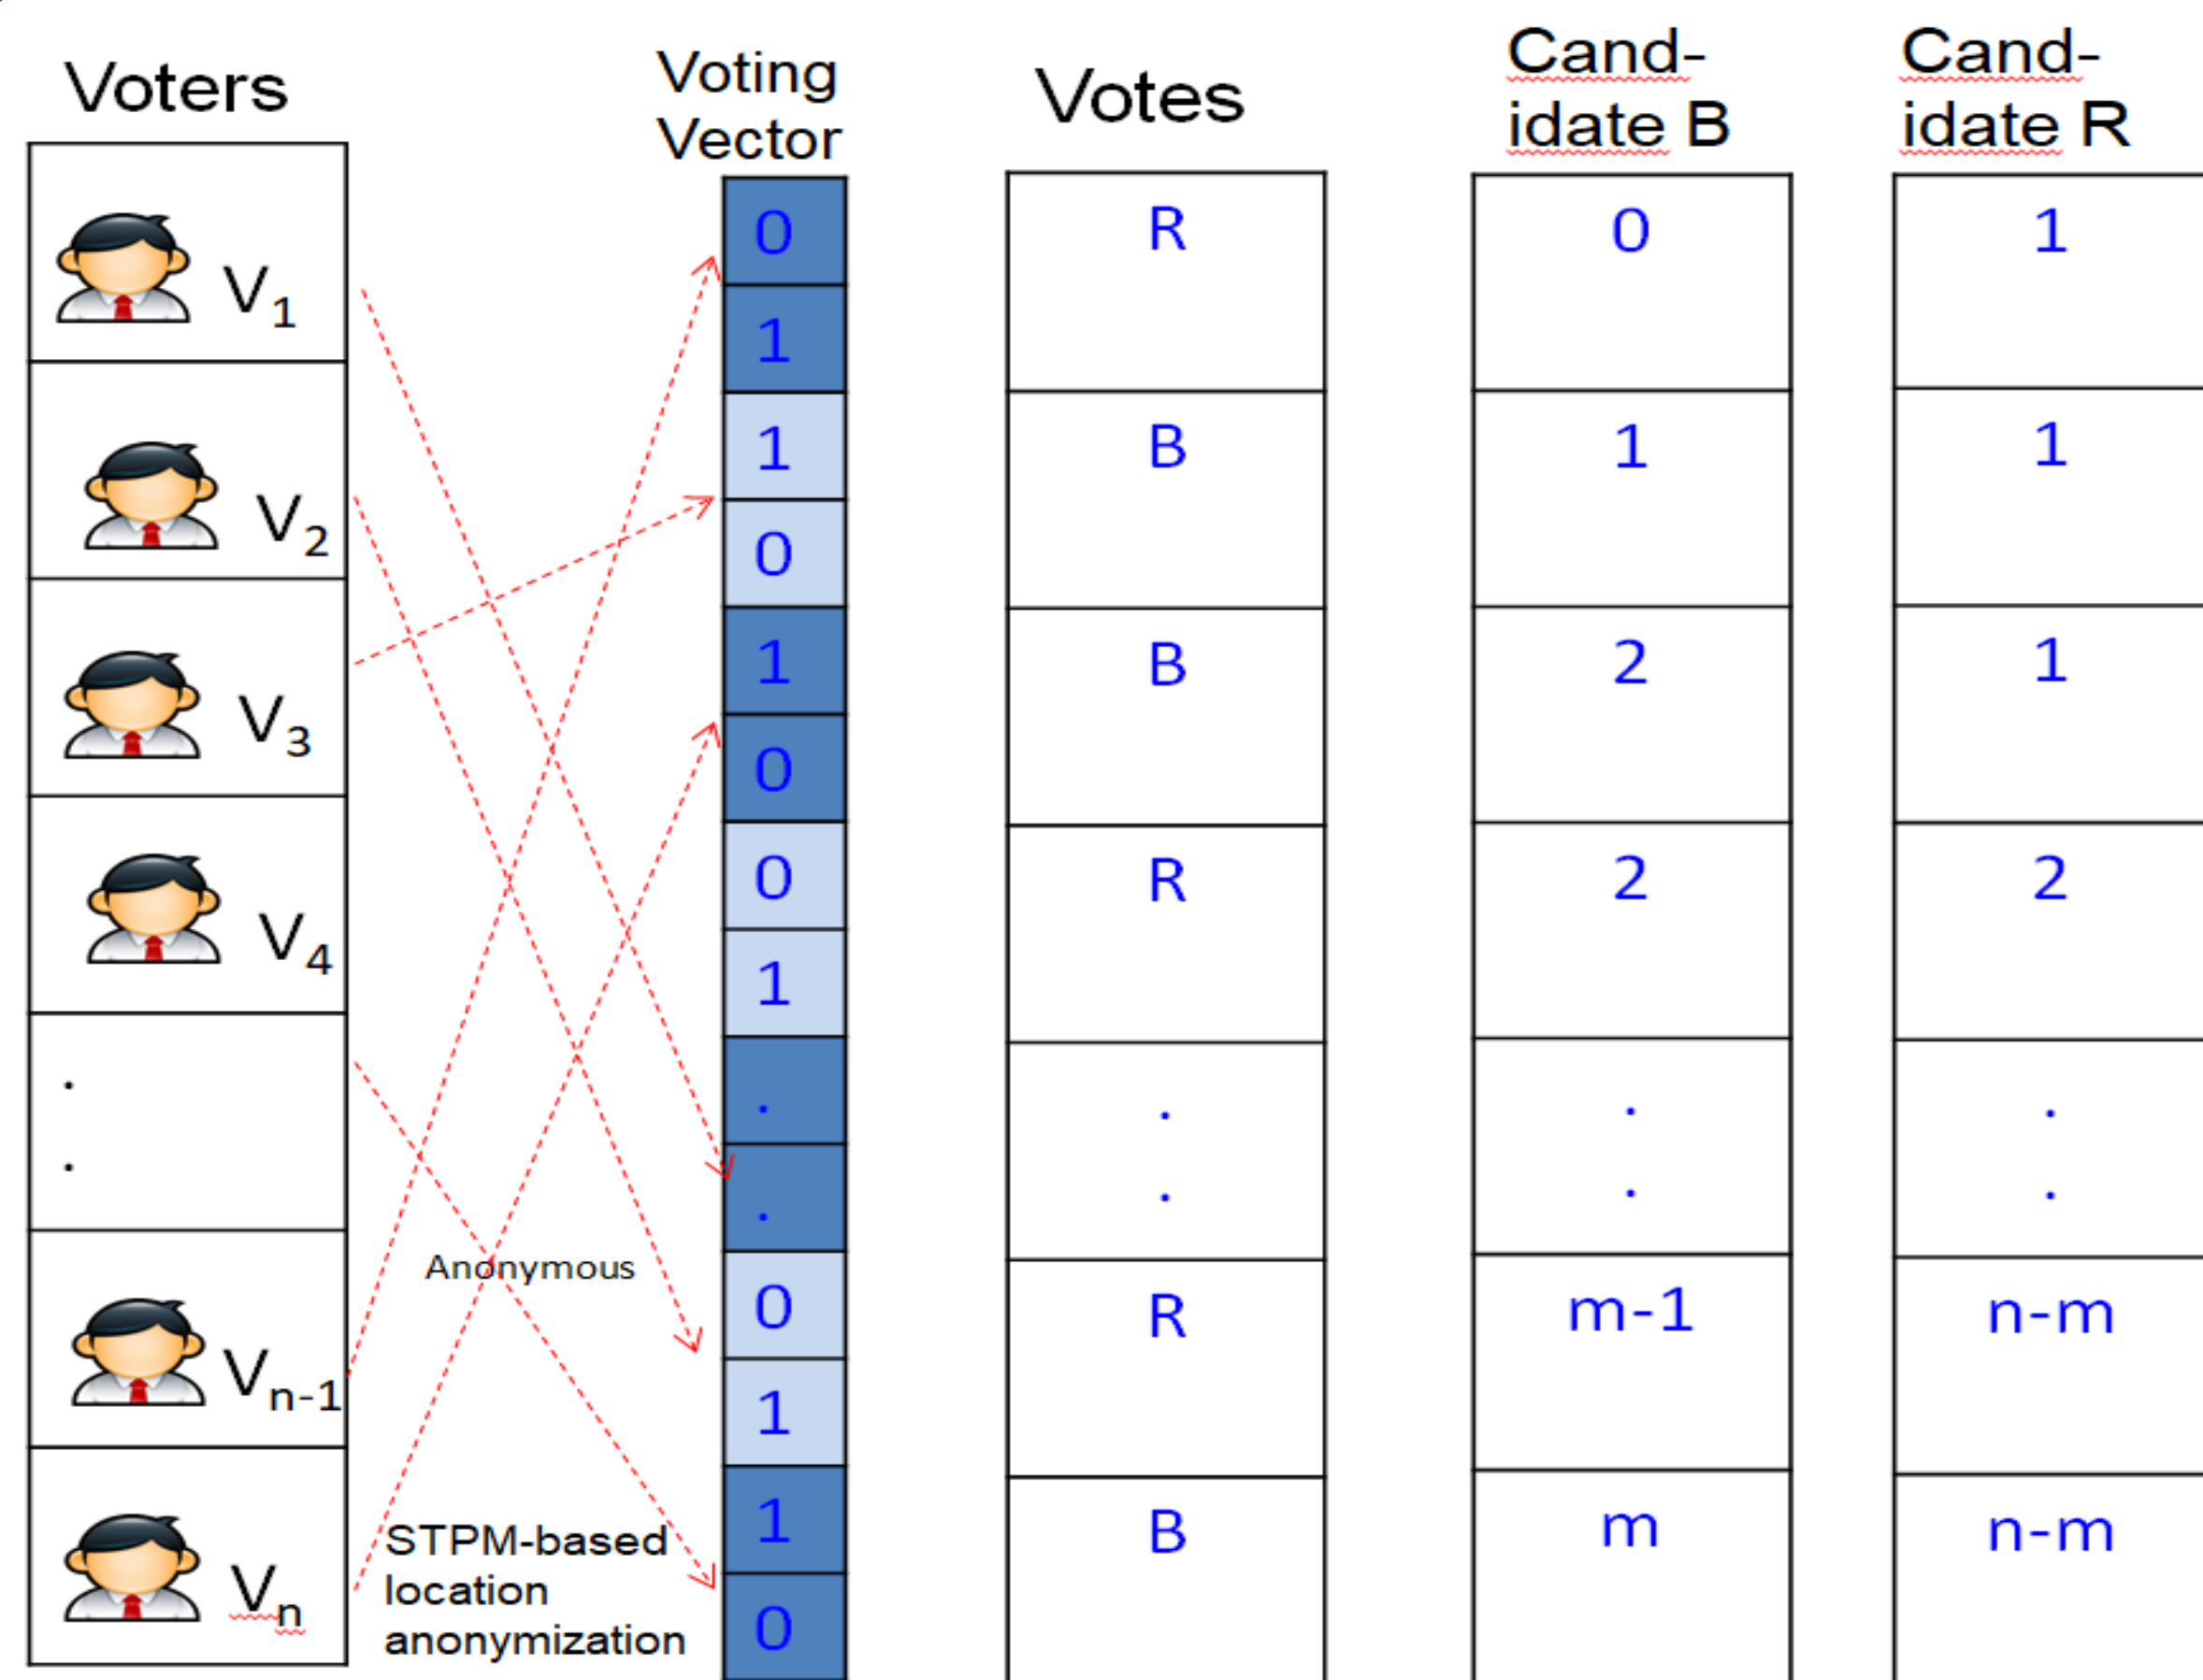 Voters
V1
V2
V3
V4
.
.
Vn-1
Vn
Anonymous
STPM-based
location
anonymization
Voting
Vector
0
1
1
0
1
0
0
1
.
.
0
1
1
0
Votes
R
B
B
R
.
.
R
B
Cand-
idate B
0
1
2
2
.
.
m-1
m
Cand-
idate R
1
1
1
2
.
.
n-m
n-m